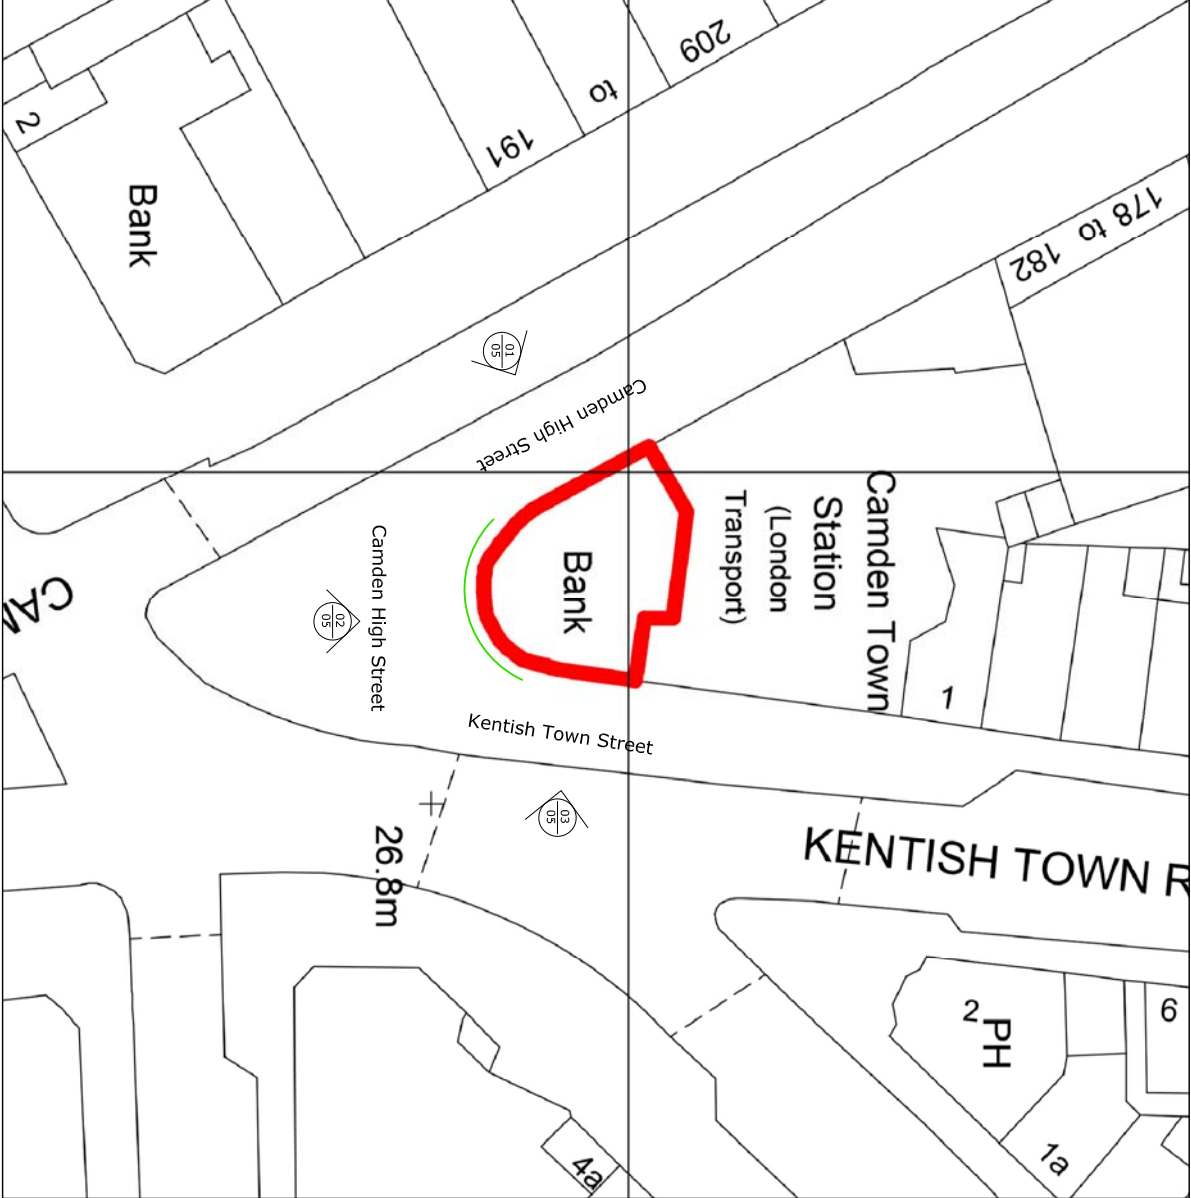 209
to
191
2
Bank
178 to 182
01
05
Camden High Street
Camden High Street
02
05
Bank
Camden Town
Station
(London
Transport)
CAM
1
Kentish Town Street
03
05
26.8m
KENTISH TOWN R
2
PH
6
1a
4a